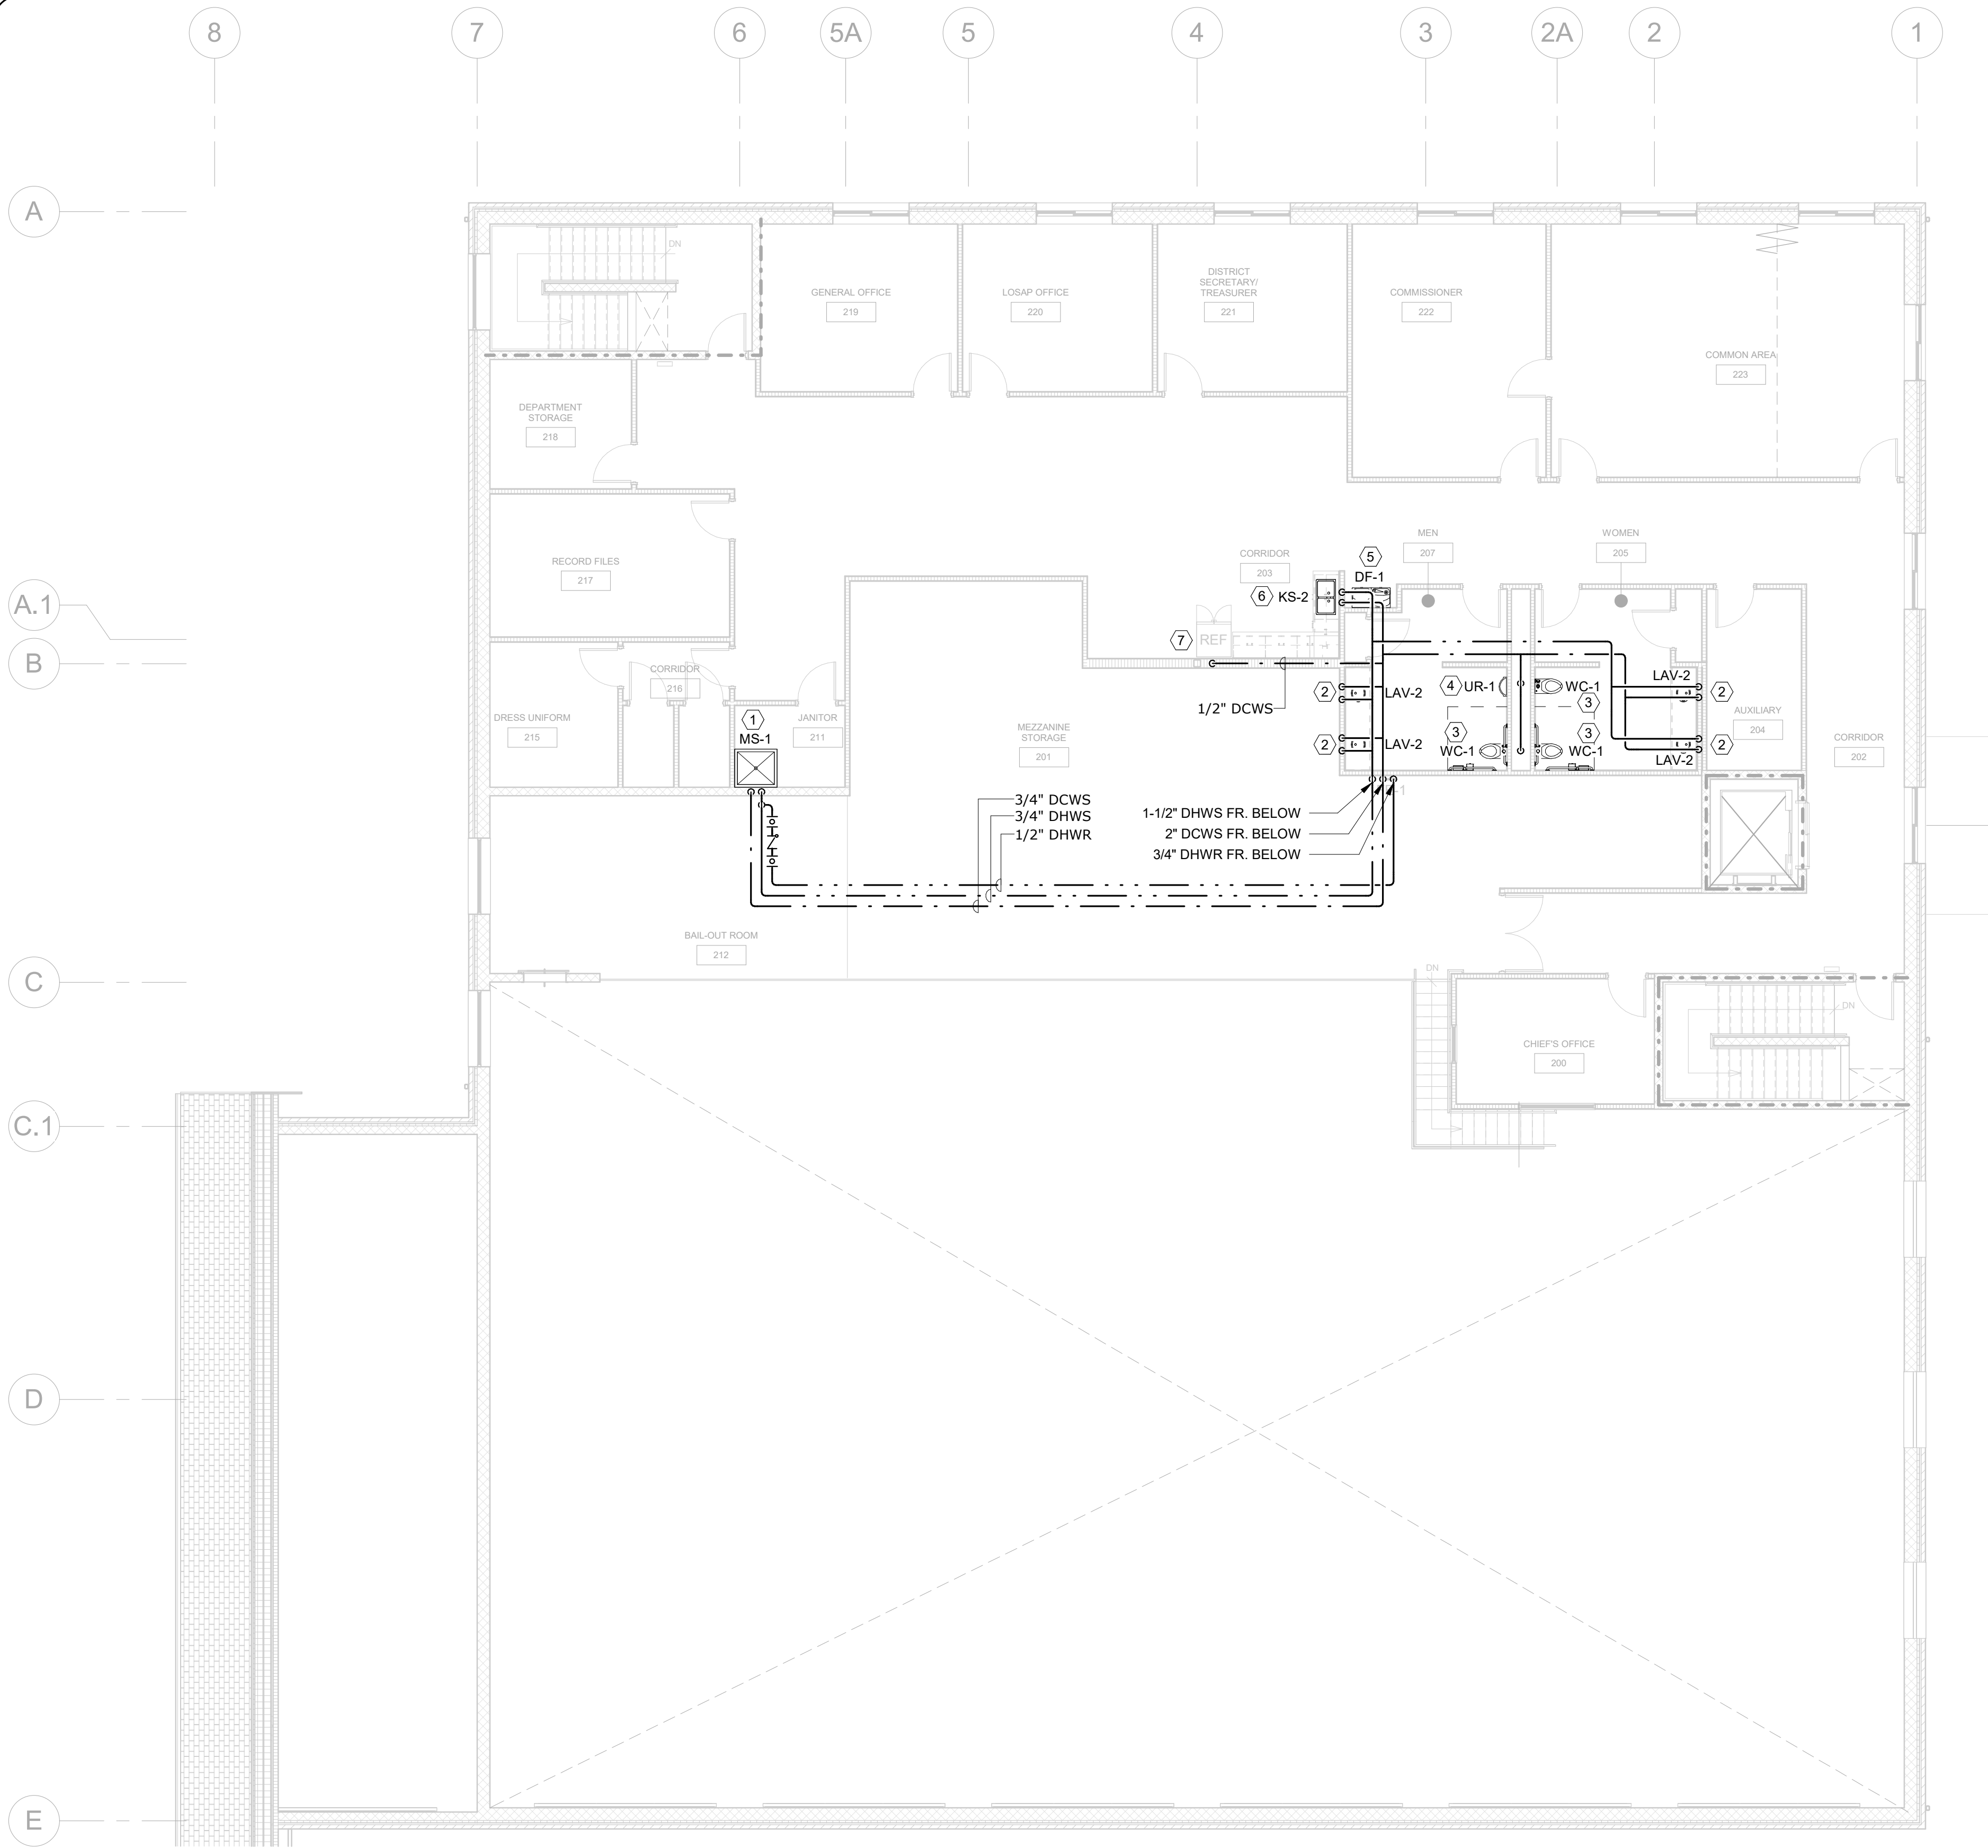 8
7
6
5A
5
4
3
2A
2
1
A
A.1
B
C
C.1
D
E
DN
GENERAL OFFICE
219
LOSAP OFFICE
220
DISTRICT
SECRETARY/
TREASURER
221
COMMISSIONER
222
COMMON AREA
223
DEPARTMENT
STORAGE
218
RECORD FILES
217
CORRIDOR
203
5
DF-1
6 KS-2
7 REF
MEN
207
WOMEN
205
1/2" DCWS
2 LAV-2
2 LAV-2
4 UR-1
WC-1
3
3
WC-1
3
WC-1
LAV-2
2
2
LAV-2
AUXILIARY
204
CORRIDOR
202
CORRIDOR
216
DRESS UNIFORM
215
1
MS-1
JANITOR
211
MEZZANINE
STORAGE
201
3/4" DCWS
3/4" DHWS
1/2" DHWR
1-1/2" DHWS FR. BELOW
2" DCWS FR. BELOW
3/4" DHWR FR. BELOW
BAIL-OUT ROOM
212
DN
CHIEF'S OFFICE
200
DN